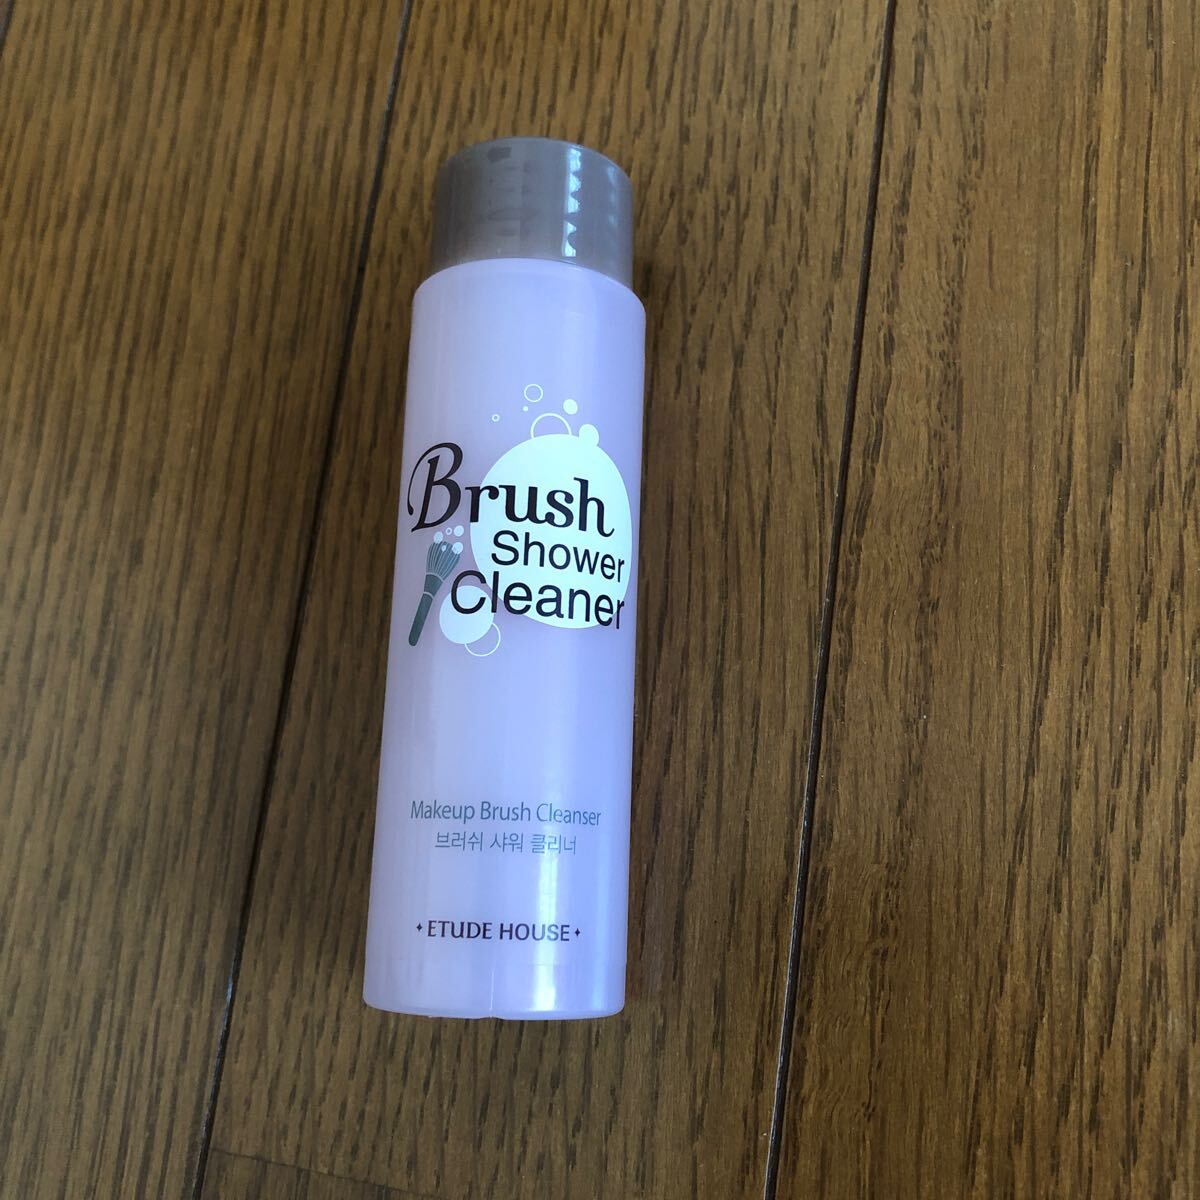 Brush
Shower
Cleaner
Makeup Brush Cleanser
브러쉬 샤워 클리너
ETUDE HOUSE